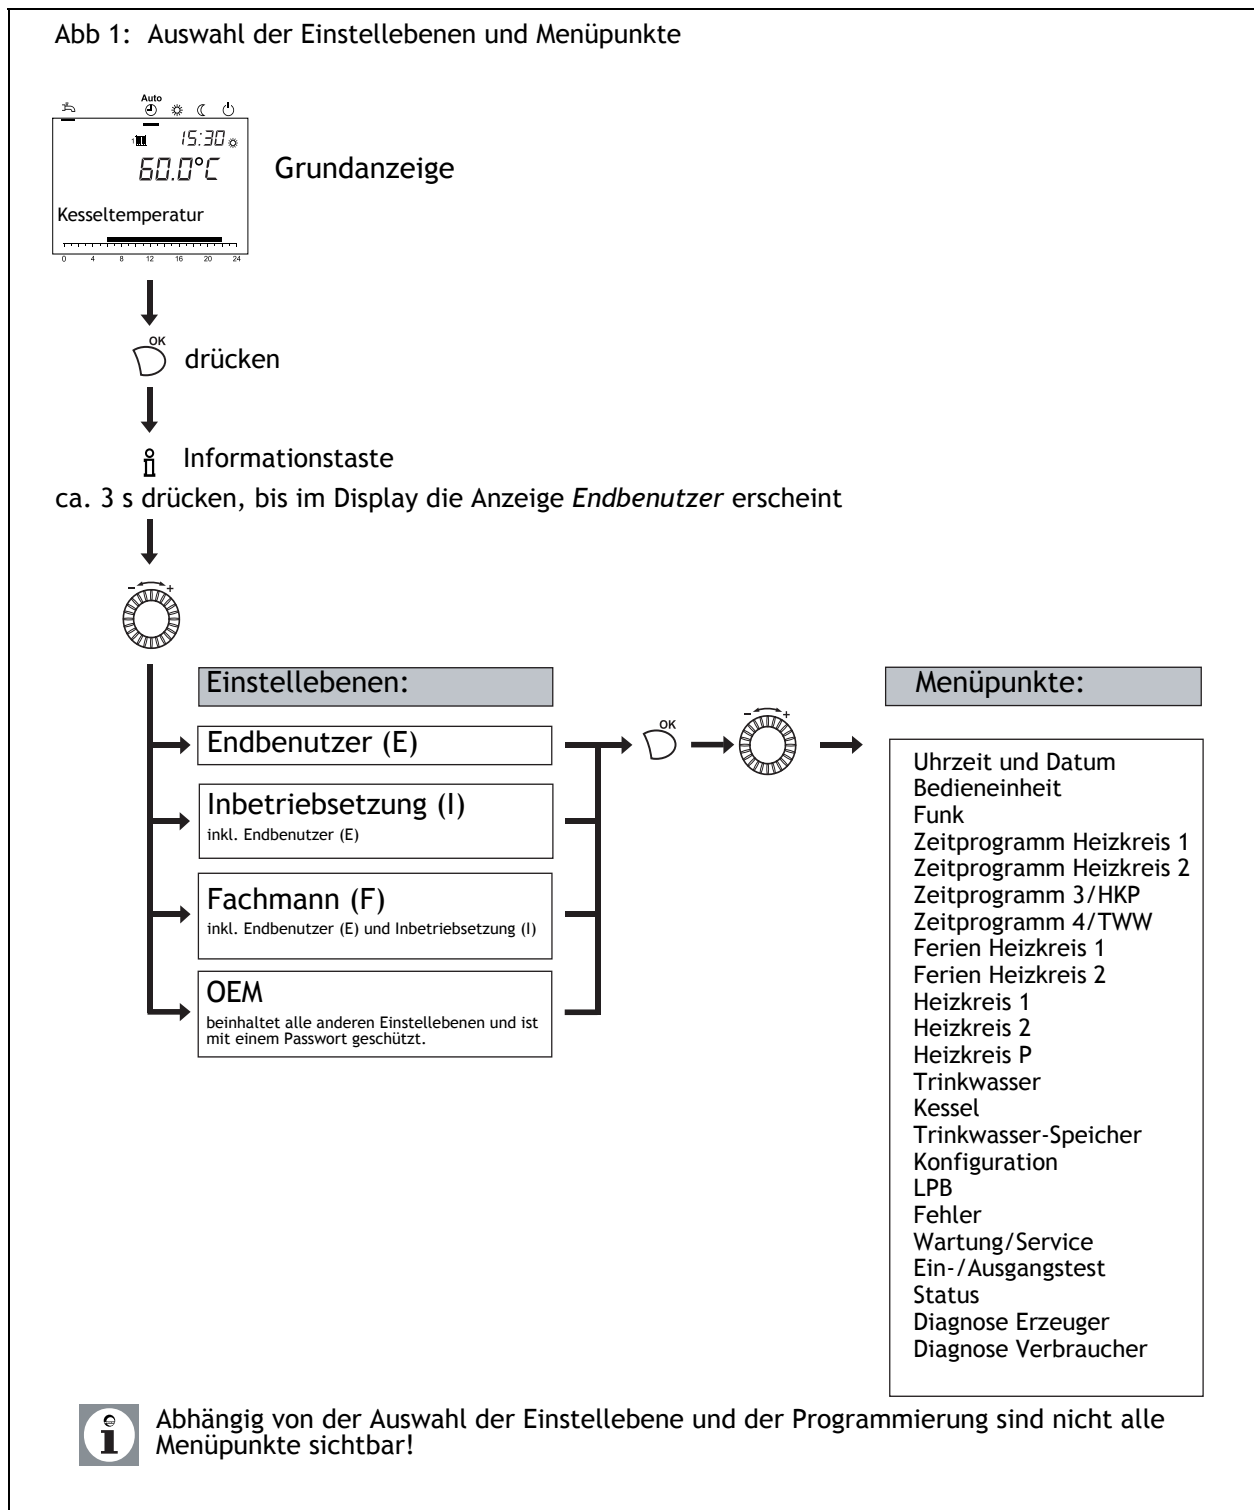 Abb 1: Auswahl der Einstellebenen und Menüpunkte
Auto
1 15:30
60.0°C
Kesseltemperatur
0 4 8 12 16 20 24
Grundanzeige
OK
drücken
Informationstaste
ca. 3 s drücken, bis im Display die Anzeige Endbenutzer erscheint
- +
Einstellebenen:
Endbenutzer (E)
Inbetriebsetzung (I)
inkl. Endbenutzer (E)
Fachmann (F)
inkl. Endbenutzer (E) und Inbetriebsetzung (I)
OEM
beinhaltet alle anderen Einstellebenen und ist
mit einem Passwort geschützt.
OK
- +
Menüpunkte:
Uhrzeit und Datum
Bedieneinheit
Funk
Zeitprogramm Heizkreis 1
Zeitprogramm Heizkreis 2
Zeitprogramm 3/HKP
Zeitprogramm 4/TWW
Ferien Heizkreis 1
Ferien Heizkreis 2
Heizkreis 1
Heizkreis 2
Heizkreis P
Trinkwasser
Kessel
Trinkwasser-Speicher
Konfiguration
LPB
Fehler
Wartung/Service
Ein-/Ausgangstest
Status
Diagnose Erzeuger
Diagnose Verbraucher
Abhängig von der Auswahl der Einstellebene und der Programmierung sind nicht alle
Menüpunkte sichtbar!